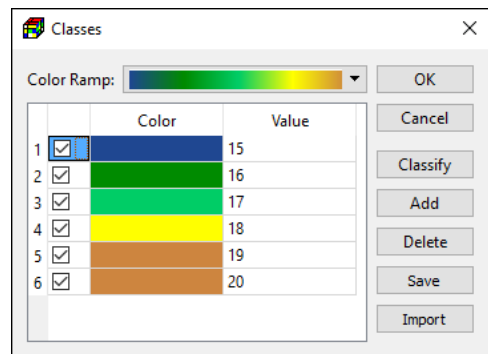 Classes
Color Ramp:
OK
Color Value
Cancel
1 15
2 16
Classify
3 17
Add
4 18
Delete
5 19
6 20
Save
Import